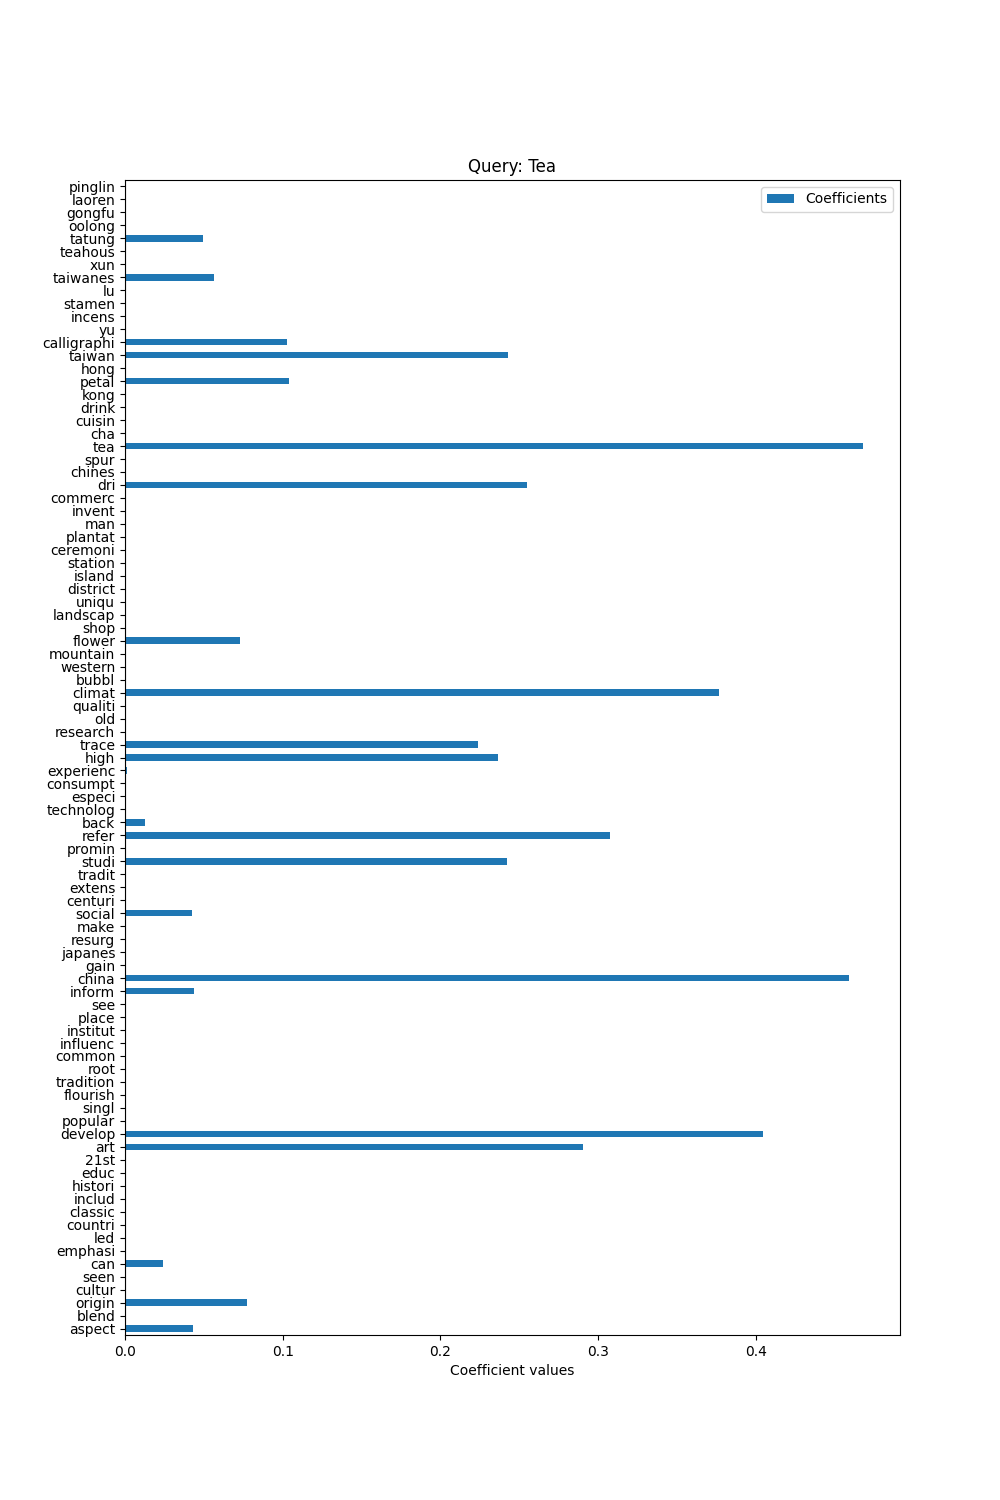 Query: Tea
Coefficients
pinglin
laoren
gongfu
oolong
tatung
teahous
xun
taiwanes
lu
stamen
incens
yu
calligraphi
taiwan
hong
petal
kong
drink
cuisin
cha
tea
spur
chines
dri
commerc
invent
man
plantat
ceremoni
station
island
district
uniqu
landscap
shop
flower
mountain
western
bubbl
climat
qualiti
old
research
trace
high
experienc
consumpt
especi
technolog
back
refer
promin
studi
tradit
extens
centuri
social
make
resurg
japanes
gain
china
inform
see
place
institut
influenc
common
root
tradition
flourish
singl
popular
develop
art
21st
educ
histori
includ
classic
countri
led
emphasi
can
seen
cultur
origin
blend
aspect
0.0 0.1 0.2 0.3 0.4
Coefficient values